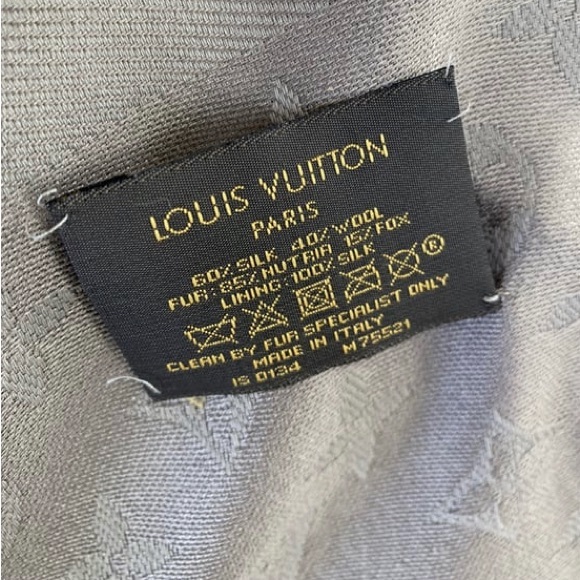 LOUIS VUITTON
PARIS
60% SILK 40% WOOL
FUR: 85% NUTRIA 15% FOX
LINING: 100% SILK
®
CLEAN BY FUR SPECIALIST ONLY
MADE IN ITALY
IS 0134 M75521